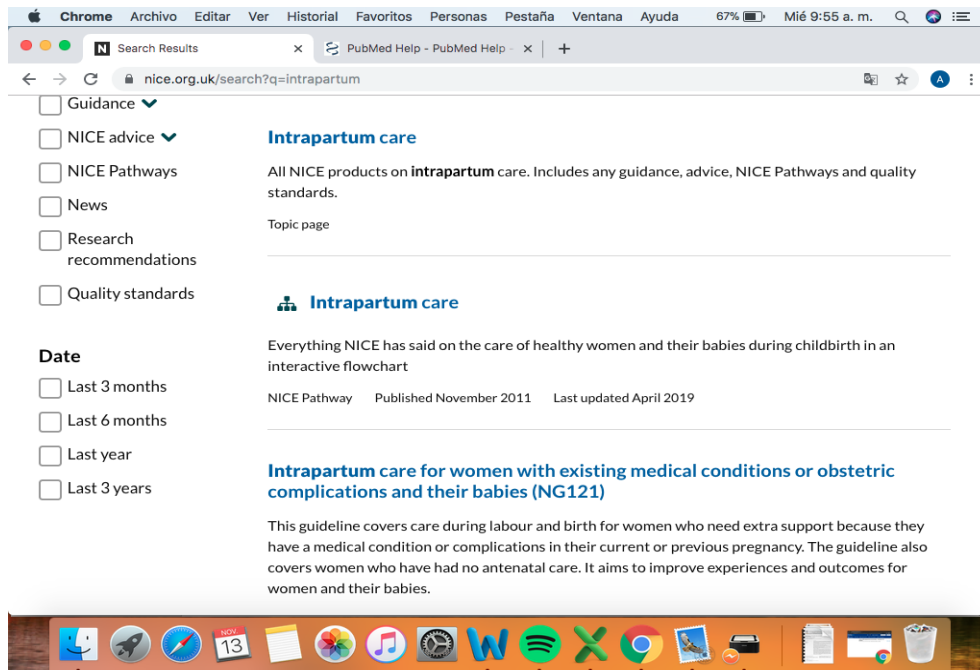 Chrome Archivo Editar Ver Historial Favoritos Personas Pestaña Ventana Ayuda 67% Mié 9:55 a. m.
N Search Results PubMed Help - PubMed Help -
nice.org.uk/search?q=intrapartum A
Guidance
NICE advice
NICE Pathways
News
Research
recommendations
Quality standards
Date
Last 3 months
Last 6 months
Last year
Last 3 years
Intrapartum care
All NICE products on intrapartum care. Includes any guidance, advice, NICE Pathways and quality
standards.
Topic page
Intrapartum care
Everything NICE has said on the care of healthy women and their babies during childbirth in an
interactive flowchart
NICE Pathway Published November 2011 Last updated April 2019
Intrapartum care for women with existing medical conditions or obstetric
complications and their babies (NG121)
This guideline covers care during labour and birth for women who need extra support because they
have a medical condition or complications in their current or previous pregnancy. The guideline also
covers women who have had no antenatal care. It aims to improve experiences and outcomes for
women and their babies.
NOV.
13